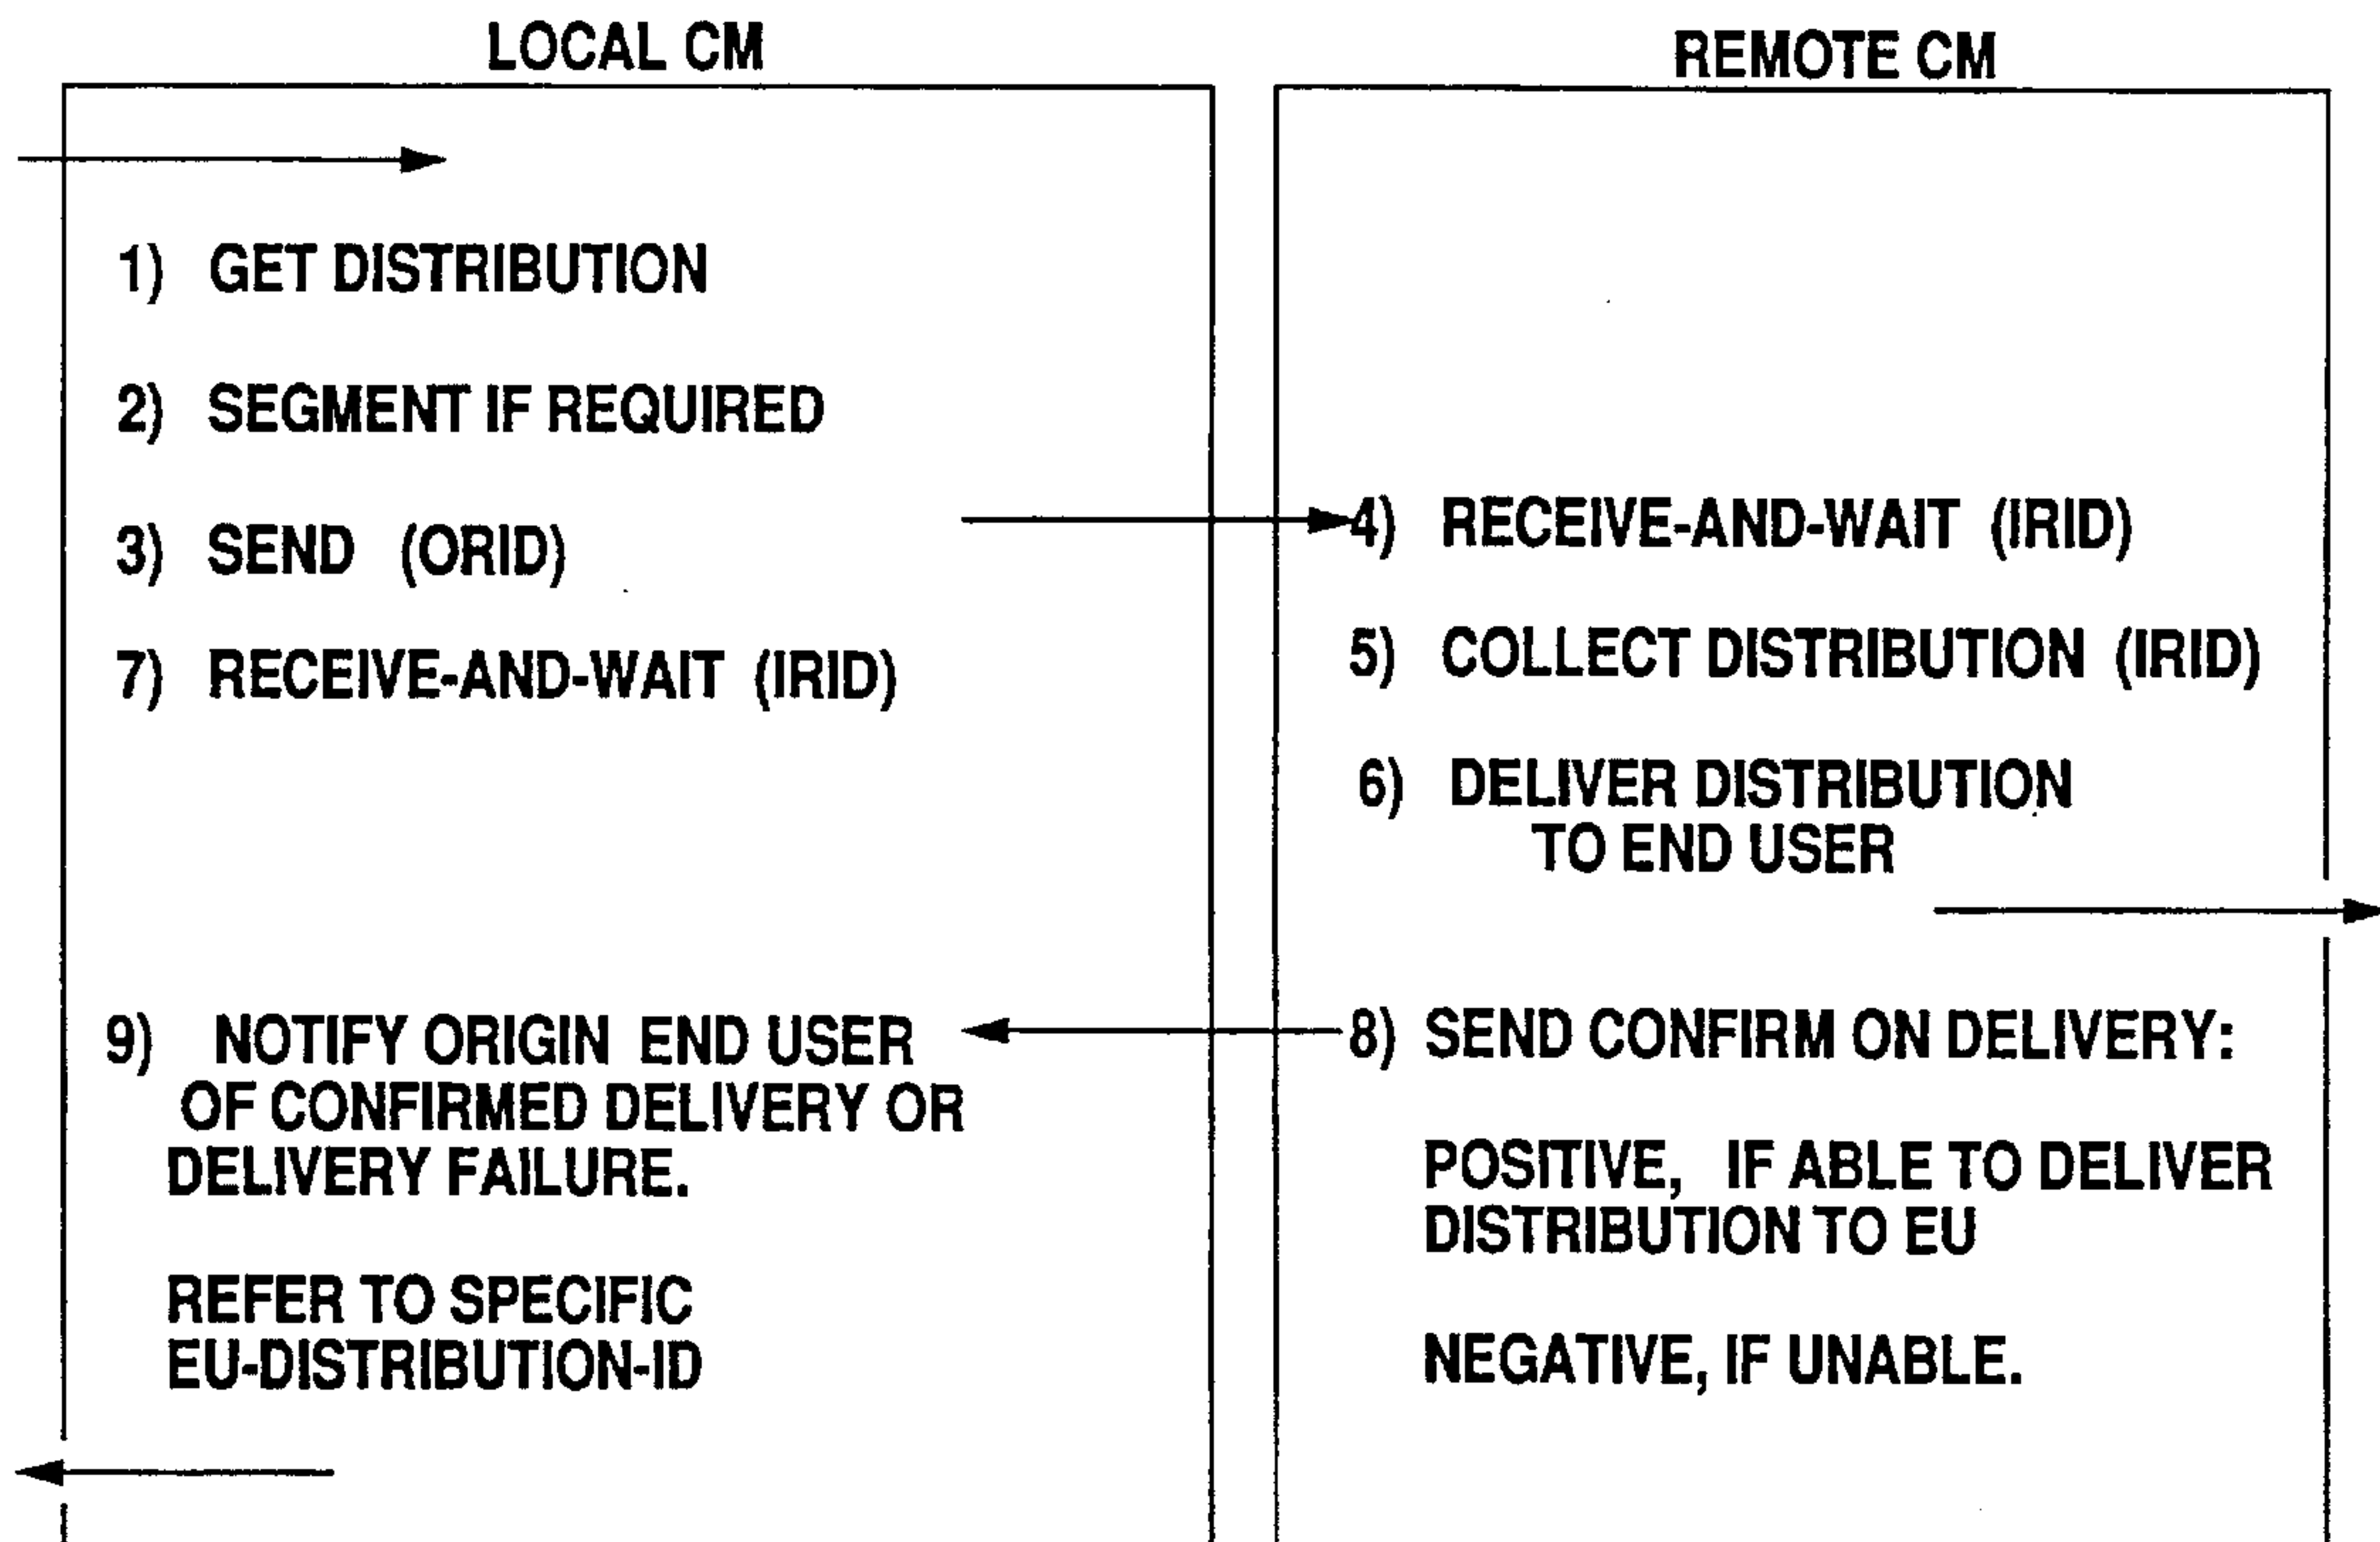 LOCAL CM
1) GET DISTRIBUTION
2) SEGMENT IF REQUIRED
3) SEND (ORID)
7) RECEIVE-AND-WAIT (IRID)
9) NOTIFY ORIGIN END USER
OF CONFIRMED DELIVERY OR
DELIVERY FAILURE.
REFER TO SPECIFIC
EU-DISTRIBUTION-ID
REMOTE CM
4) RECEIVE-AND-WAIT (IRID)
5) COLLECT DISTRIBUTION (IRID)
6) DELIVER DISTRIBUTION
TO END USER
8) SEND CONFIRM ON DELIVERY:
POSITIVE, IF ABLE TO DELIVER
DISTRIBUTION TO EU
NEGATIVE, IF UNABLE.